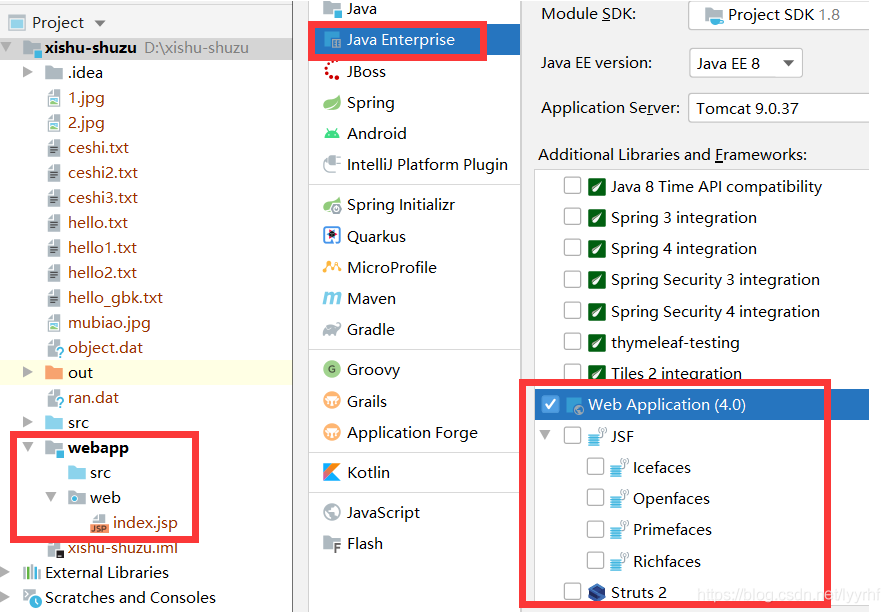 Project
xishu-shuzu D:\xishu-shuzu
.idea
1.jpg
2.jpg
ceshi.txt
ceshi2.txt
ceshi3.txt
hello.txt
hello1.txt
hello2.txt
hello_gbk.txt
mubiao.jpg
object.dat
out
ran.dat
src
webapp
src
web
JSP index.jsp
xishu-shuzu.iml
External Libraries
Scratches and Consoles
Java
Java Enterprise
JBoss
Spring
Android
IntelliJ Platform Plugin
Spring Initializr
Quarkus
MicroProfile
Maven
Gradle
Groovy
Grails
Application Forge
Kotlin
JavaScript
Flash
Module SDK: Project SDK 1.8
Java EE version: Java EE 8
Application Server: Tomcat 9.0.37
Additional Libraries and Frameworks:
Java 8 Time API compatibility
Spring 3 integration
Spring 4 integration
Spring Security 3 integration
Spring Security 4 integration
thymeleaf-testing
Tiles 2 integration
Web Application (4.0)
JSF
Icefaces
Openfaces
Primefaces
Richfaces
Struts 2